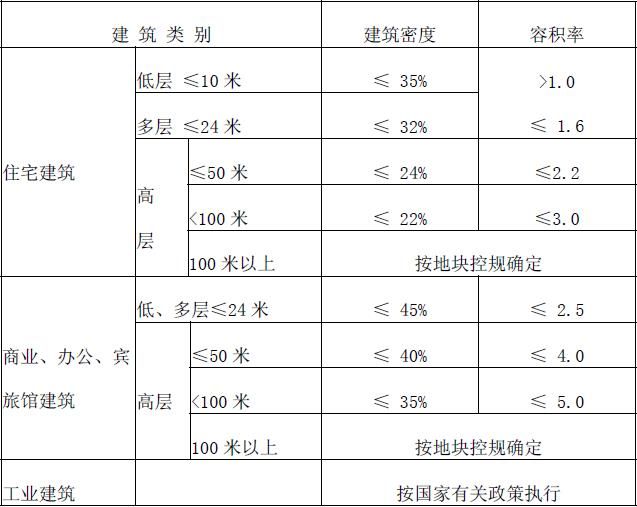 建 筑 类 别 建筑密度 容积率
住宅建筑
低层 ≤10 米 ≤ 35% >1.0
多层 ≤24 米 ≤ 32% ≤ 1.6
高层
≤50 米 ≤ 24% ≤2.2
<100 米 ≤ 22% ≤3.0
100 米以上 按地块控规确定
商业、办公、宾
旅馆建筑
低、多层≤24 米 ≤ 45% ≤ 2.5
高层
≤50 米 ≤ 40% ≤ 4.0
<100 米 ≤ 35% ≤ 5.0
100 米以上 按地块控规确定
工业建筑 按国家有关政策执行